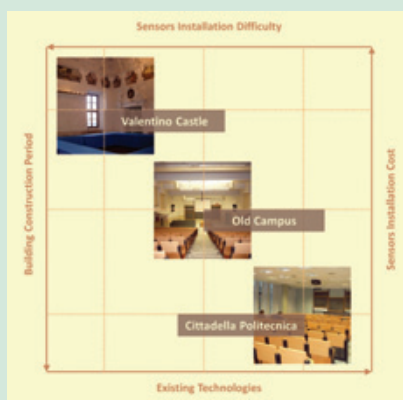 Sensors Installation Difficulty
Building Construction Period
Valentino Castle
Old Campus
Sensors Installation Cost
Cittadella Politecnica
Existing Technologies